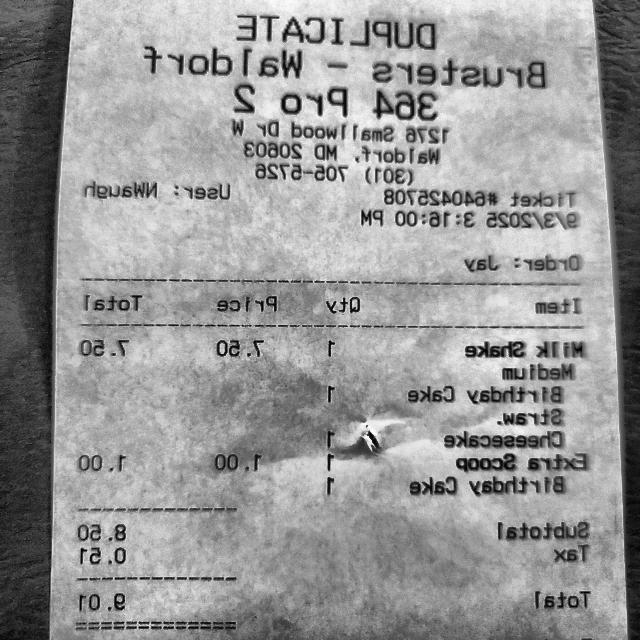 DUPLICATE
Brusters - Waldorf
364 Pro 2
1276 Smallwood Dr W
Waldorf, MD 20603
(301) 705-5726
Ticket #640425708 User: NWaugh
9/3/2025 3:16:00 PM
Order: Jay
Item Qty Price Total
Milk Shake 1 7.50 7.50
Medium
Birthday Cake 1
Straw.
Cheesecake 1
Extra Scoop 1 1.00 1.00
Birthday Cake 1
Subtotal 8.50
Tax 0.51
Total 9.01